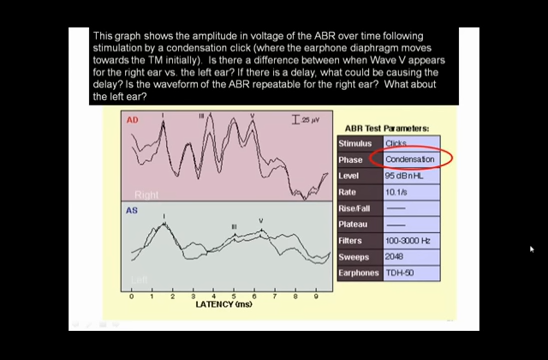 This graph shows the amplitude in voltage of the ABR over time following
stimulation by a condensation click (where the earphone diaphragm moves
towards the TM initially). Is there a difference between when Wave V appears
for the right ear vs. the left ear? If there is a delay, what could be causing the
delay? Is the waveform of the ABR repeatable for the right ear? What about
the left ear?
AD
I
III
V
.25 µV
Right
AS
I
III
V
Left
0 1 2 3 4 5 6 7 8 9
LATENCY (ms)
ABR Test Parameters:
Stimulus Clicks
Phase Condensation
Level 95 dBnHL
Rate 10.1/s
Rise/Fall
Plateau
Filters 100-3000 Hz
Sweeps 2048
Earphones TDH-50